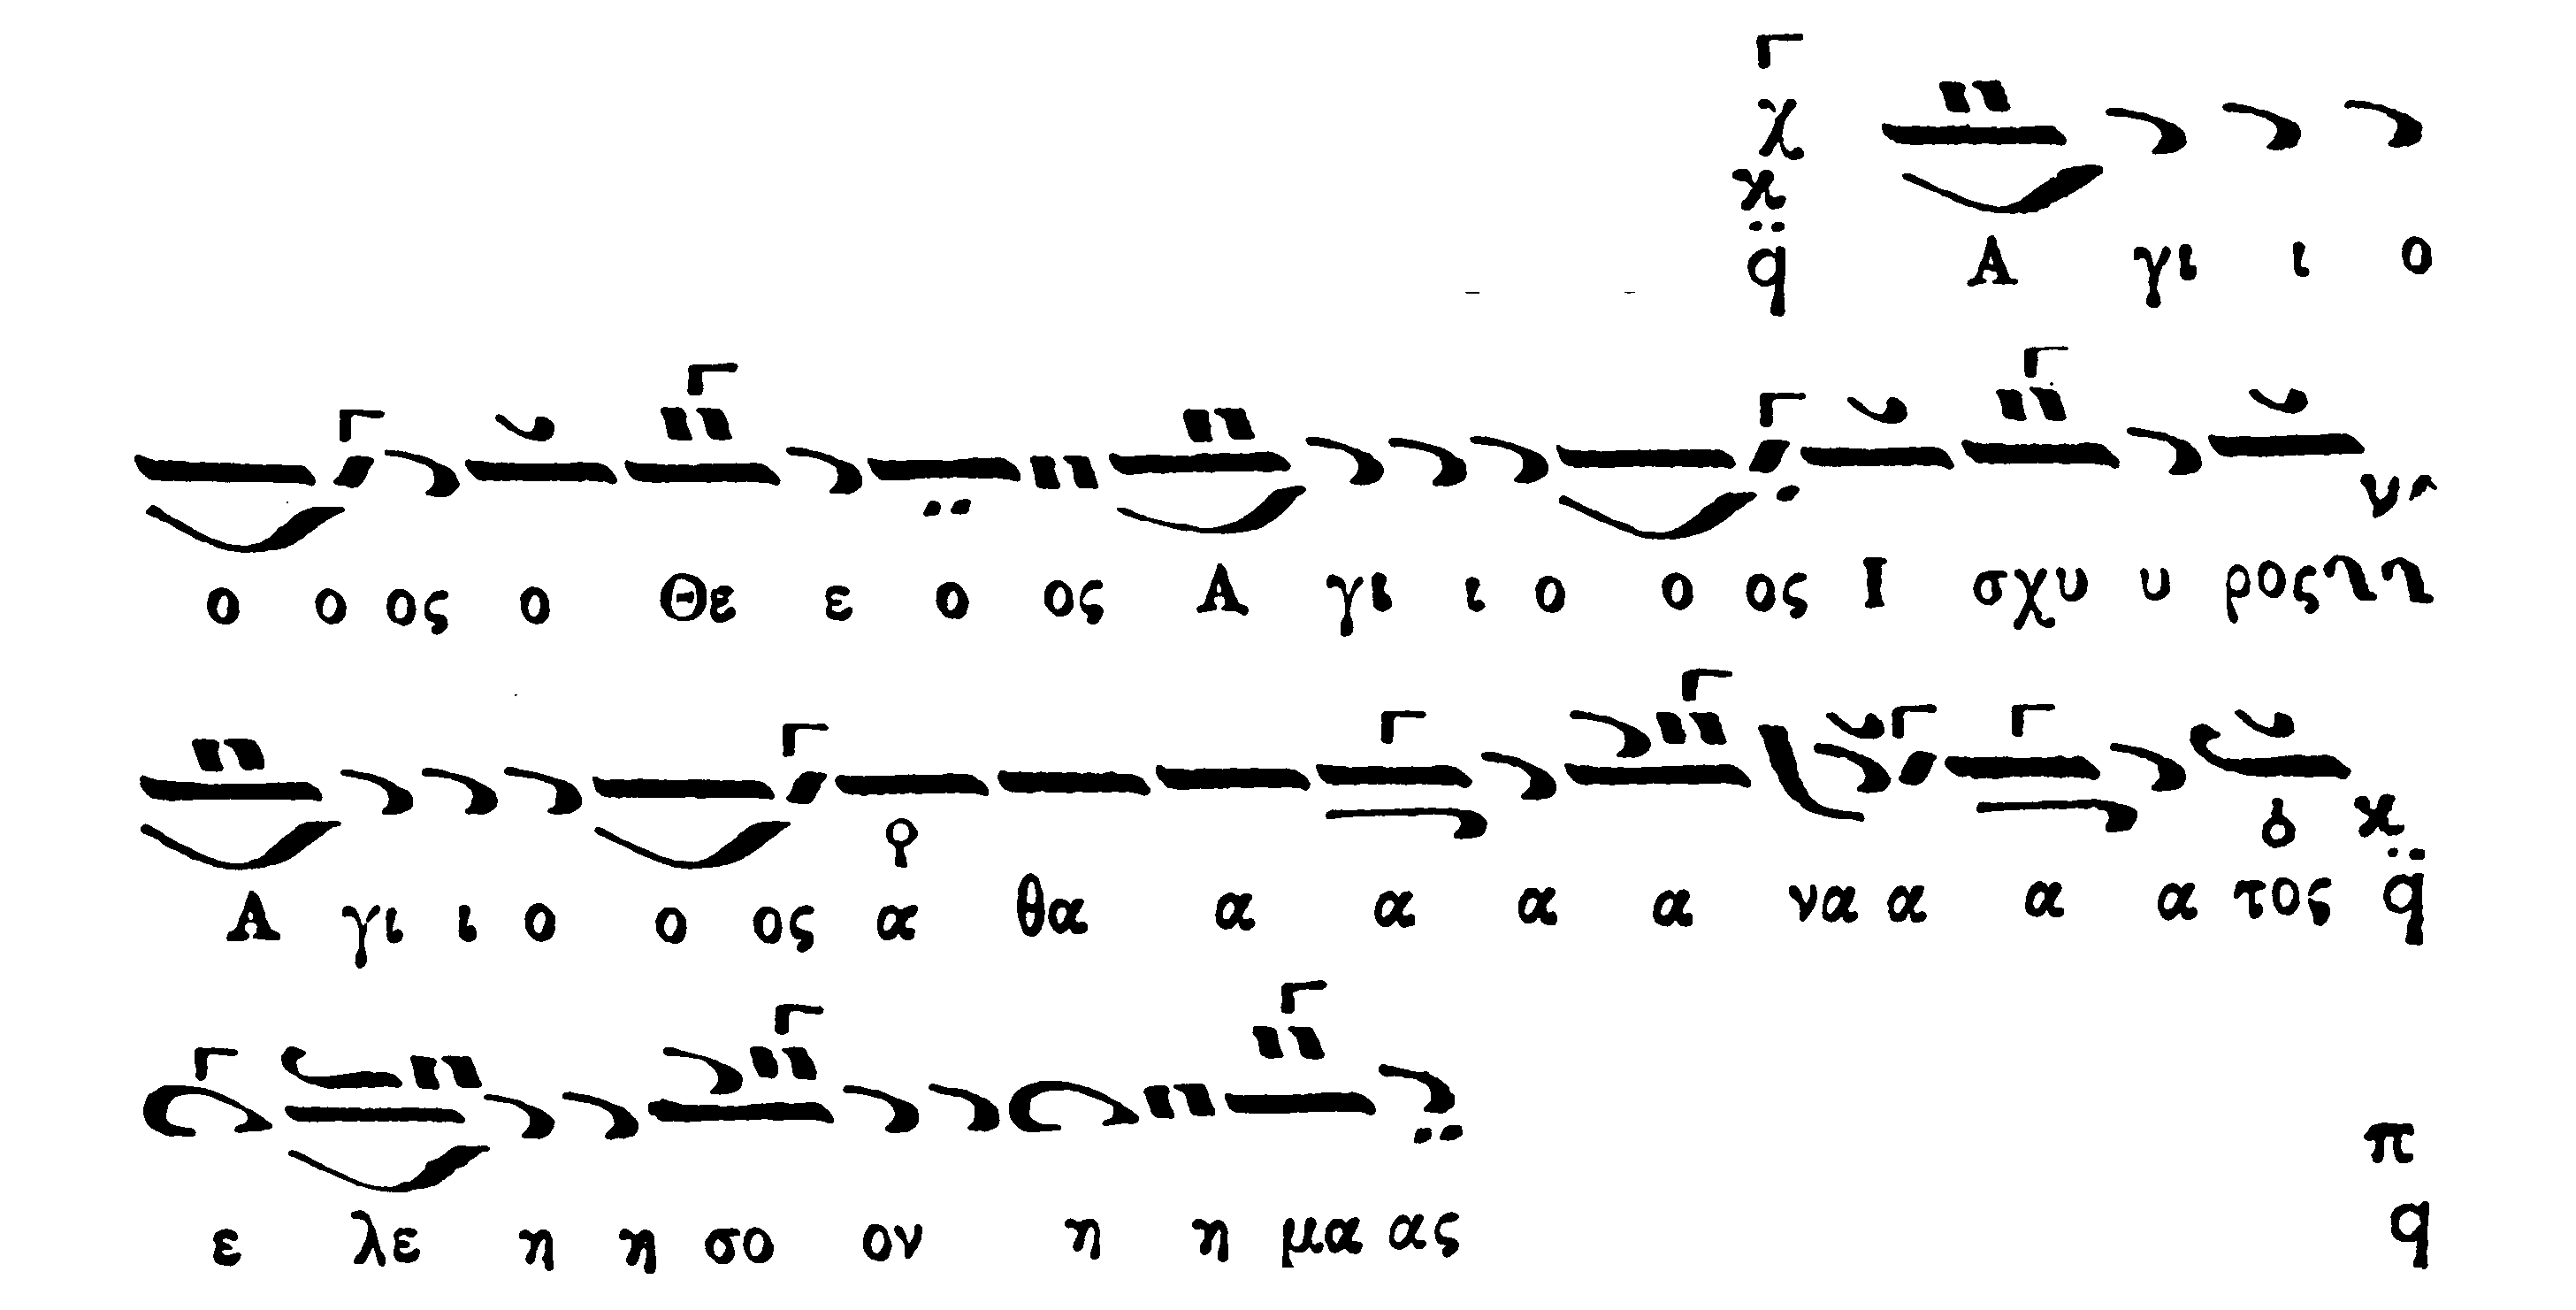 χ ϰ q Α γι ι ο
ο ο ος ο Θε ε ο ος Α γι ι ο ο ος Ι σχυ υ ρος ν
Α γι ι ο ο ος α θα α α α α να α α α τος ϰ q
ε λε η η σο ον η η μα ας π q